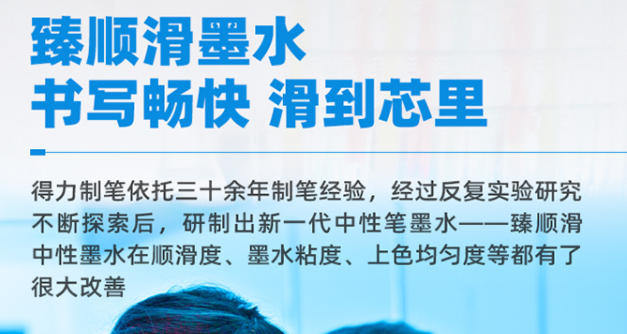 臻顺滑墨水
书写畅快 滑到芯里
得力制笔依托三十余年制笔经验，经过反复实验研究
不断探索后，研制出新一代中性笔墨水——臻顺滑
中性墨水在顺滑度、墨水粘度、上色均匀度等都有了
很大改善